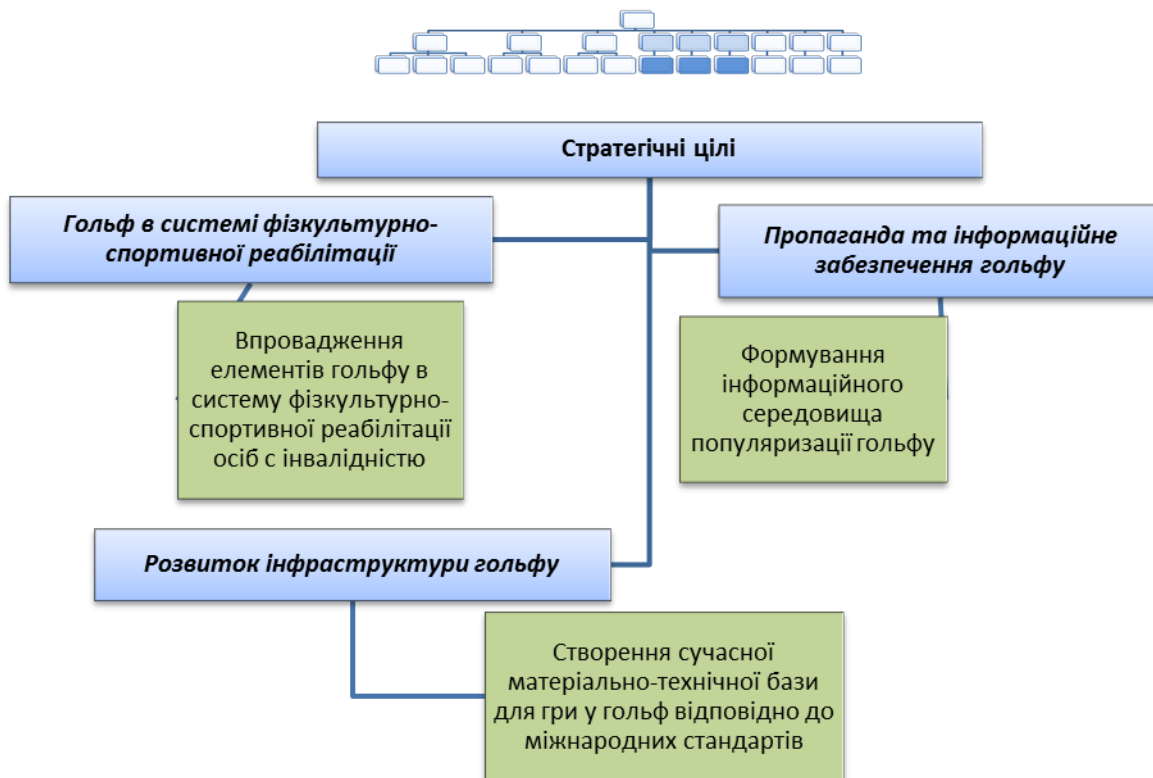 Стратегічні цілі
Гольф в системі фізкультурно-
спортивної реабілітації
Пропаганда та інформаційне
забезпечення гольфу
Впровадження
елементів гольфу в
систему фізкультурно-
спортивної реабілітації
осіб с інвалідністю
Формування
інформаційного
середовища
популяризації гольфу
Розвиток інфраструктури гольфу
Створення сучасної
матеріально-технічної бази
для гри у гольф відповідно до
міжнародних стандартів